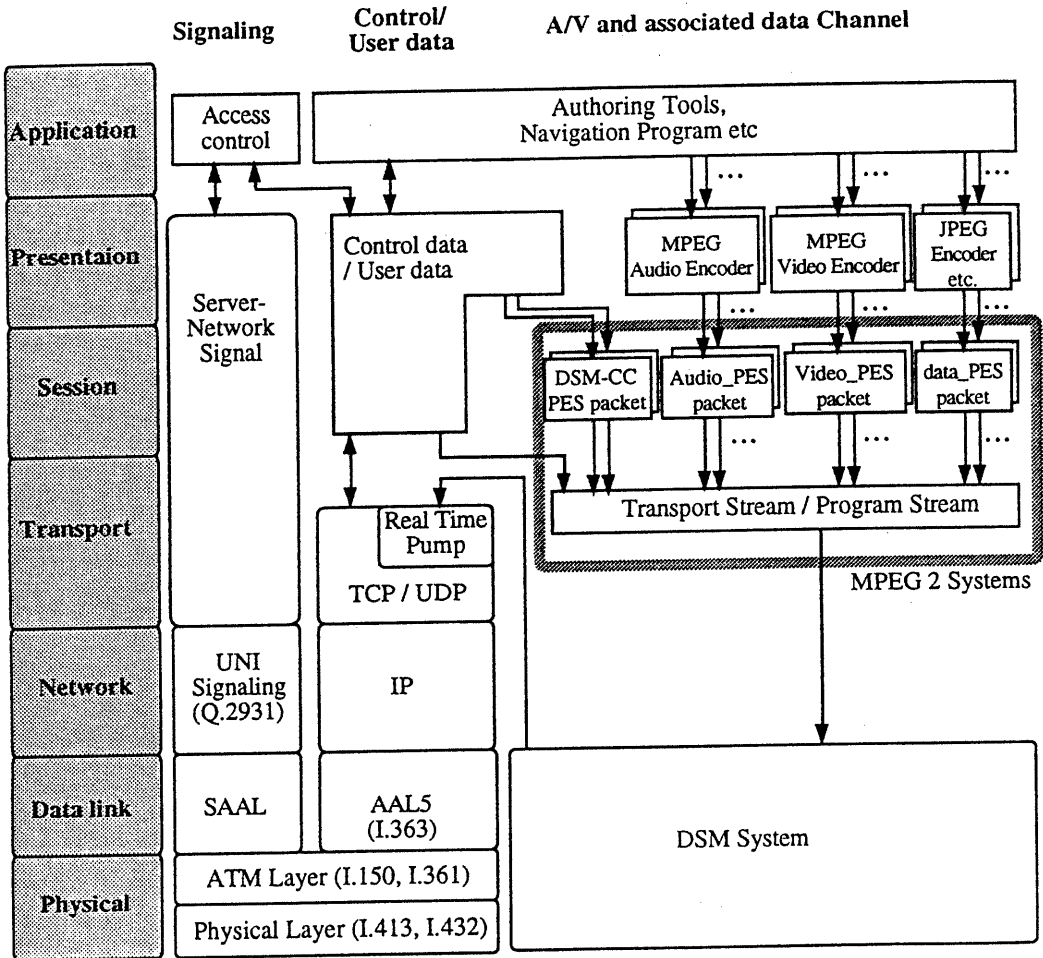 Signaling
Control/
User data
A/V and associated data Channel
Application
Access
control
Authoring Tools,
Navigation Program etc
...
...
...
Presentaion
Control data
/ User data
MPEG
Audio Encoder
MPEG
Video Encoder
JPEG
Encoder
etc.
Server-
Network
Signal
...
...
...
Session
DSM-CC
PES packet
Audio_PES
packet
Video_PES
packet
data_PES
packet
...
...
...
Transport
Real Time
Pump
TCP / UDP
Transport Stream / Program Stream
MPEG 2 Systems
Network
UNI
Signaling
(Q.2931)
IP
Data link
SAAL
AAL5
(I.363)
DSM System
Physical
ATM Layer (I.150, I.361)
Physical Layer (I.413, I.432)